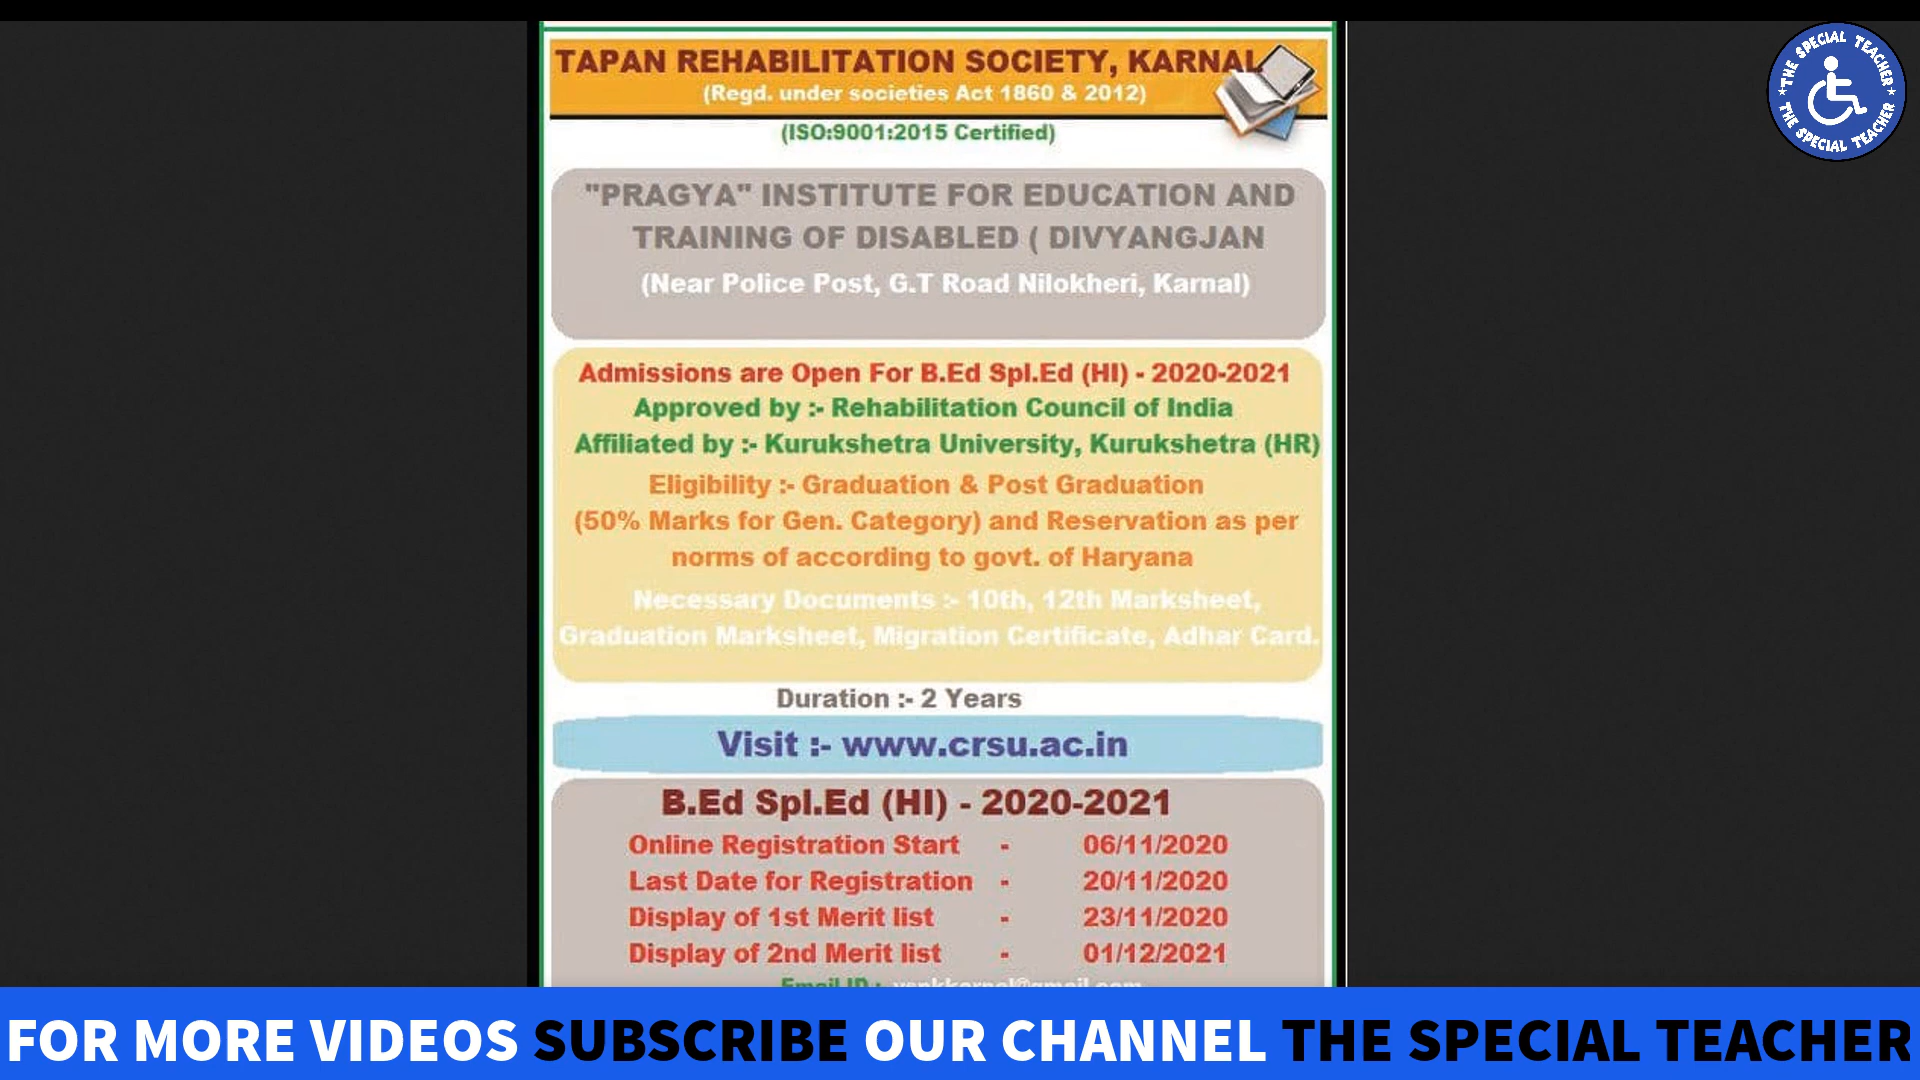 TAPAN REHABILITATION SOCIETY, KARNAL
(Regd. under societies Act 1860 & 2012)
(ISO:9001:2015 Certified)
THE SPECIAL TEACHER
THE SPECIAL TEACHER
"PRAGYA" INSTITUTE FOR EDUCATION AND
TRAINING OF DISABLED ( DIVYANGJAN
(Near Police Post, G.T Road Nilokheri, Karnal)
Admissions are Open For B.Ed Spl.Ed (HI) - 2020-2021
Approved by :- Rehabilitation Council of India
Affiliated by :- Kurukshetra University, Kurukshetra (HR)
Eligibility :- Graduation & Post Graduation
(50% Marks for Gen. Category) and Reservation as per
norms of according to govt. of Haryana
Necessary Documents :- 10th, 12th Marksheet,
Graduation Marksheet, Migration Certificate, Adhar Card.
Duration :- 2 Years
Visit :- www.crsu.ac.in
B.Ed Spl.Ed (HI) - 2020-2021
Online Registration Start - 06/11/2020
Last Date for Registration - 20/11/2020
Display of 1st Merit list - 23/11/2020
Display of 2nd Merit list - 01/12/2021
Email ID :
FOR MORE VIDEOS SUBSCRIBE OUR CHANNEL THE SPECIAL TEACHER